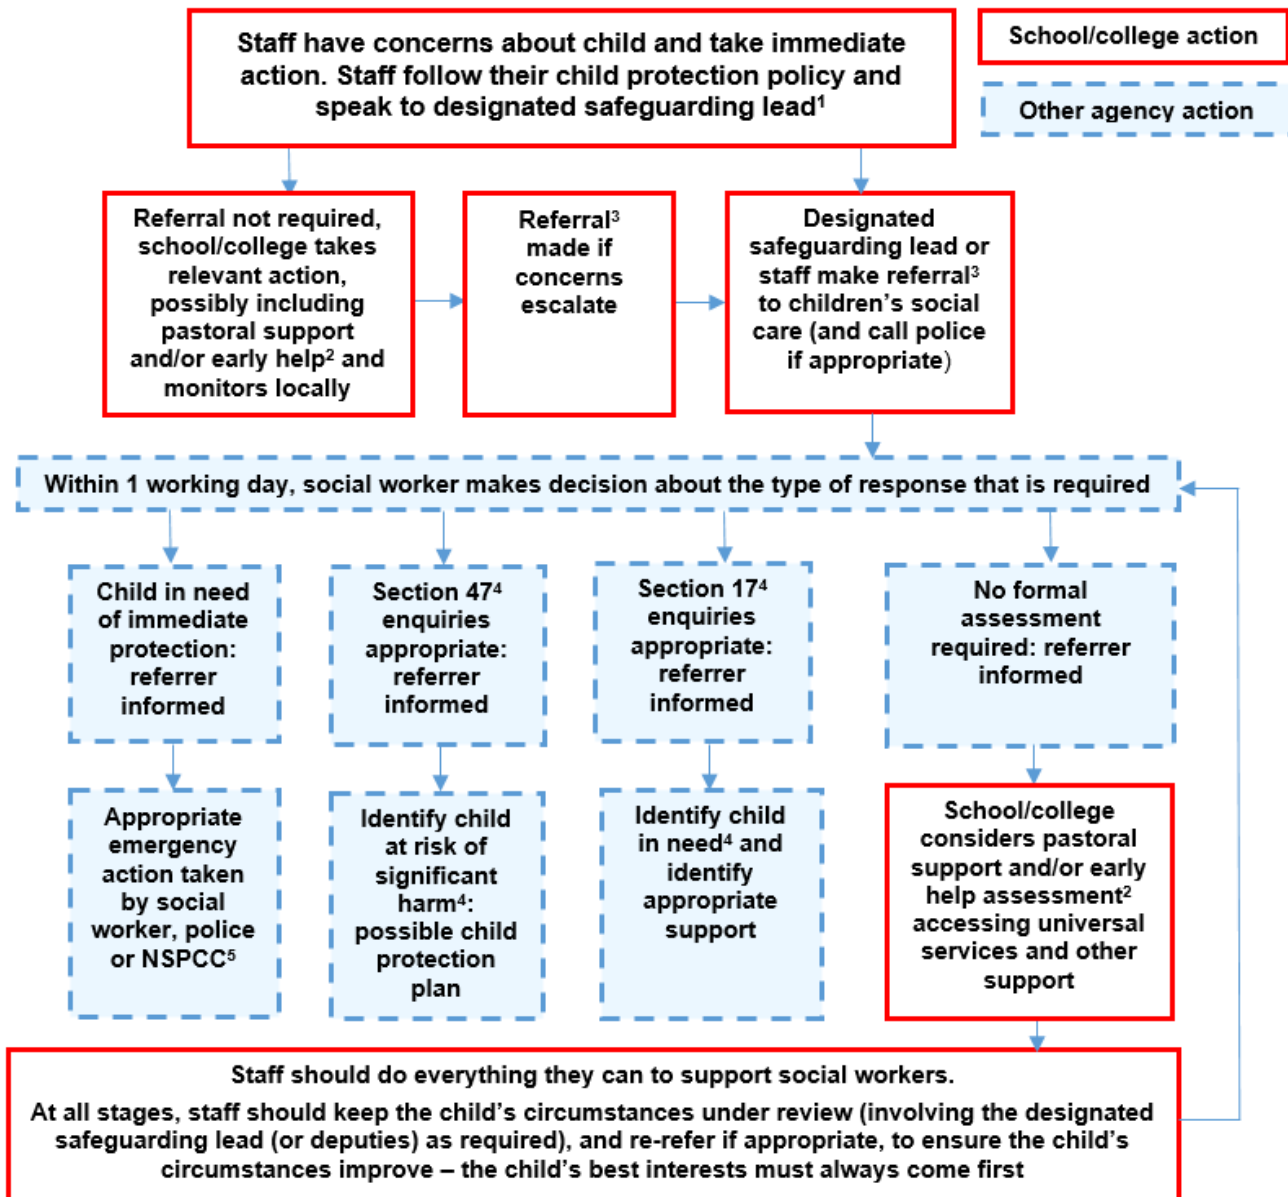 Staff have concerns about child and take immediate
action. Staff follow their child protection policy and
speak to designated safeguarding lead¹
School/college action
Other agency action
Referral not required,
school/college takes
relevant action,
possibly including
pastoral support
and/or early help² and
monitors locally
Referral³
made if
concerns
escalate
Designated
safeguarding lead or
staff make referral³
to children’s social
care (and call police
if appropriate)
Within 1 working day, social worker makes decision about the type of response that is required
Child in need
of immediate
protection:
referrer
informed
Section 47⁴
enquiries
appropriate:
referrer
informed
Section 17⁴
enquiries
appropriate:
referrer
informed
No formal
assessment
required: referrer
informed
Appropriate
emergency
action taken
by social
worker, police
or NSPCC⁵
Identify child
at risk of
significant
harm⁴:
possible child
protection
plan
Identify child
in need⁴ and
identify
appropriate
support
School/college
considers pastoral
support and/or early
help assessment²
accessing universal
services and other
support
Staff should do everything they can to support social workers.
At all stages, staff should keep the child’s circumstances under review (involving the designated
safeguarding lead (or deputies) as required), and re-refer if appropriate, to ensure the child’s
circumstances improve – the child’s best interests must always come first